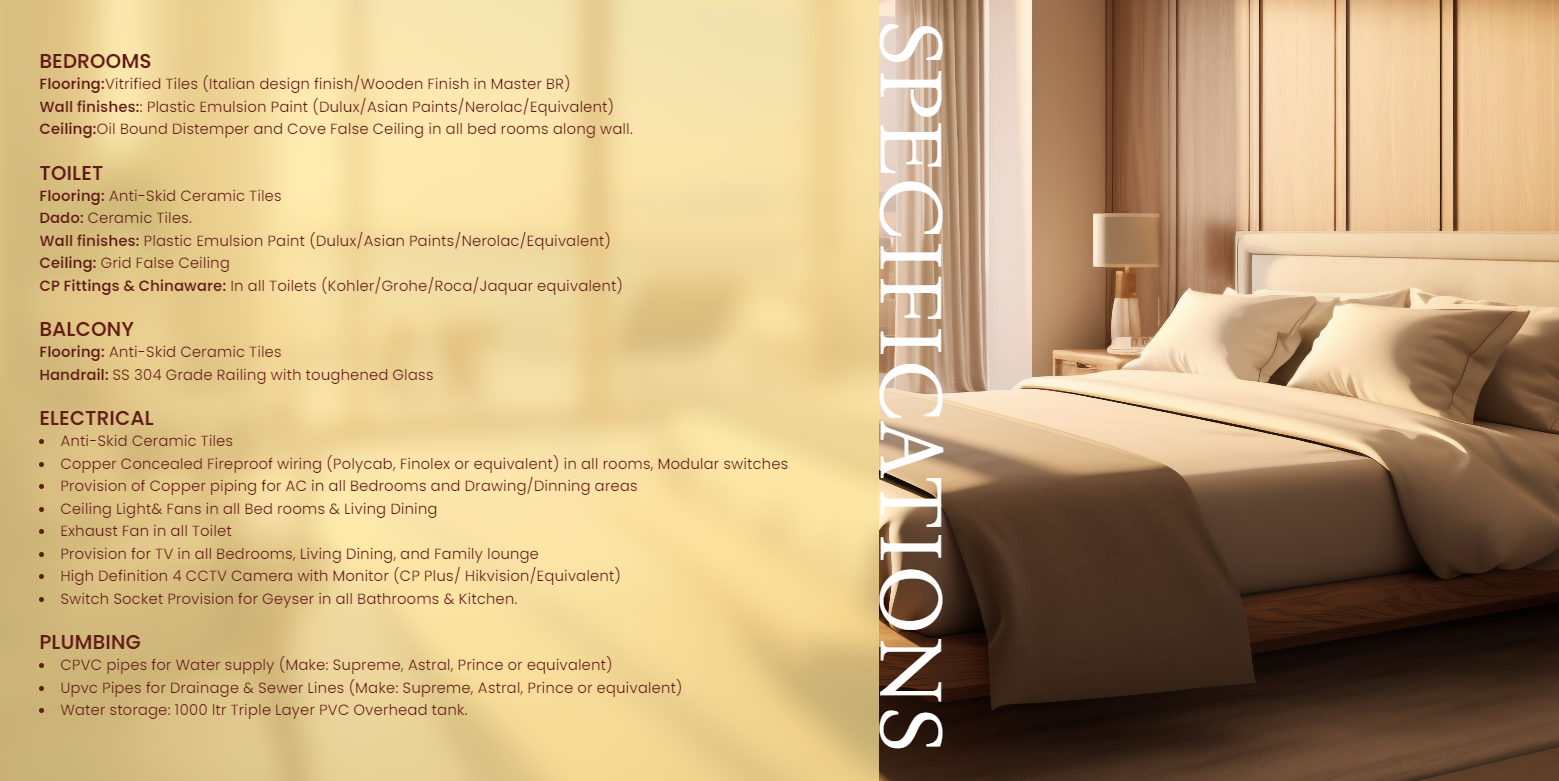 BEDROOMS
Flooring:Vitrified Tiles (Italian design finish/Wooden Finish in Master BR)
Wall finishes:: Plastic Emulsion Paint (Dulux/Asian Paints/Nerolac/Equivalent)
Ceiling:Oil Bound Distemper and Cove False Ceiling in all bed rooms along wall.
TOILET
Flooring: Anti-Skid Ceramic Tiles
Dado: Ceramic Tiles.
Wall finishes: Plastic Emulsion Paint (Dulux/Asian Paints/Nerolac/Equivalent)
Ceiling: Grid False Ceiling
CP Fittings & Chinaware: In all Toilets (Kohler/Grohe/Roca/Jaquar equivalent)
BALCONY
Flooring: Anti-Skid Ceramic Tiles
Handrail: SS 304 Grade Railing with toughened Glass
ELECTRICAL
• Anti-Skid Ceramic Tiles
• Copper Concealed Fireproof wiring (Polycab, Finolex or equivalent) in all rooms, Modular switches
• Provision of Copper piping for AC in all Bedrooms and Drawing/Dinning areas
• Ceiling Light& Fans in all Bed rooms & Living Dining
• Exhaust Fan in all Toilet
• Provision for TV in all Bedrooms, Living Dining, and Family lounge
• High Definition 4 CCTV Camera with Monitor (CP Plus/ Hikvision/Equivalent)
• Switch Socket Provision for Geyser in all Bathrooms & Kitchen.
PLUMBING
• CPVC pipes for Water supply (Make: Supreme, Astral, Prince or equivalent)
• Upvc Pipes for Drainage & Sewer Lines (Make: Supreme, Astral, Prince or equivalent)
• Water storage: 1000 ltr Triple Layer PVC Overhead tank.
SPECIFICATIONS